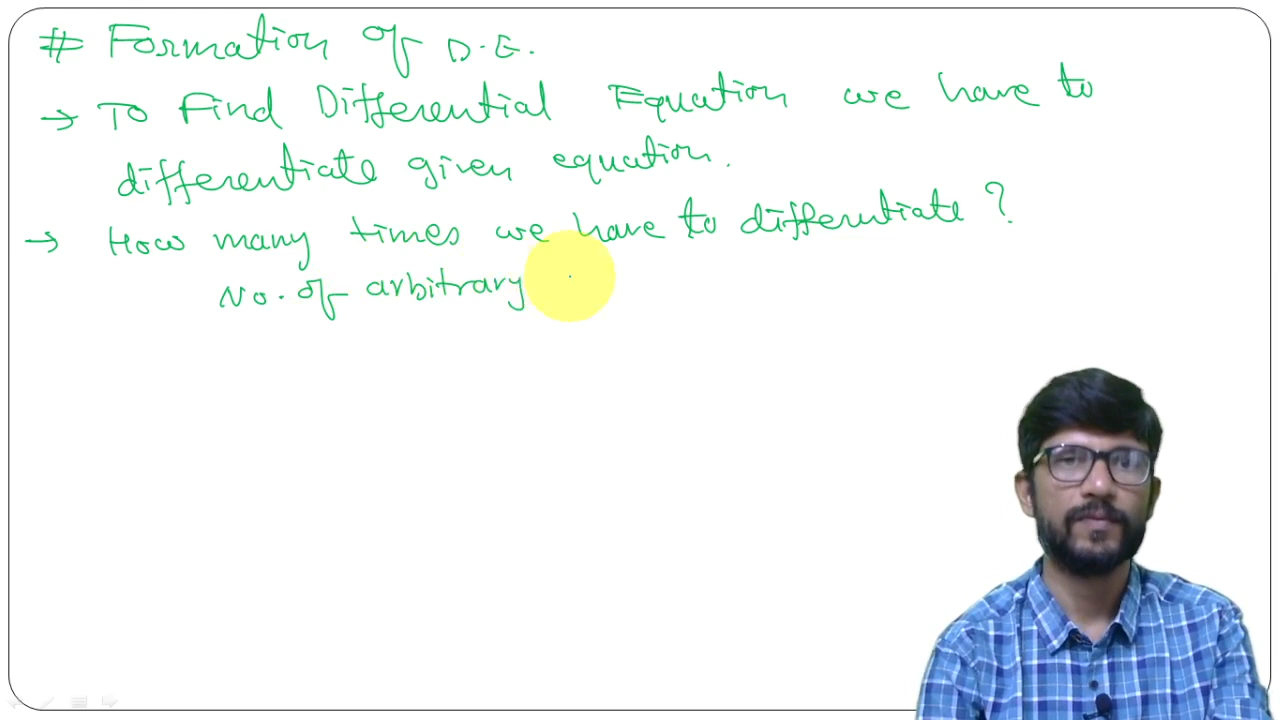 # Formation of D.E.
→ To Find Differential Equation we have to
differentiate given equation.
→ How many times we have to differentiate?
No. of arbitrary